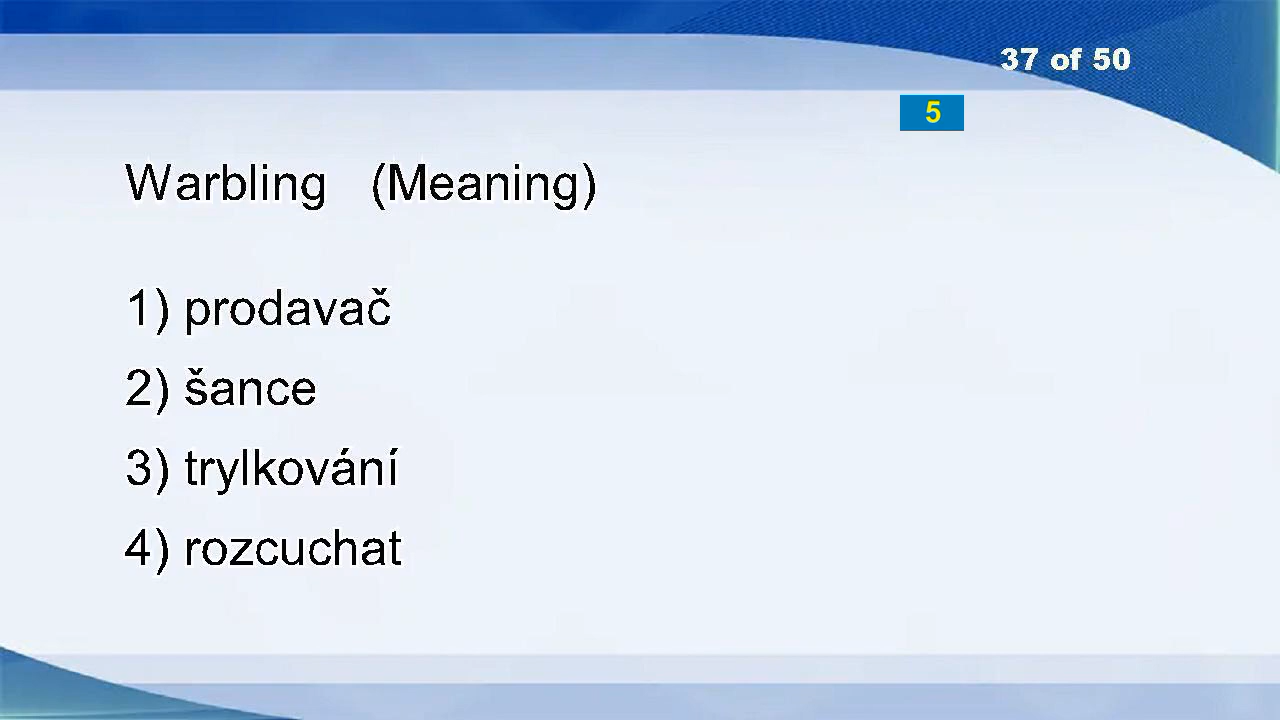 37 of 50
5
Warbling (Meaning)
1) prodavač
2) šance
3) trylkování
4) rozcuchat